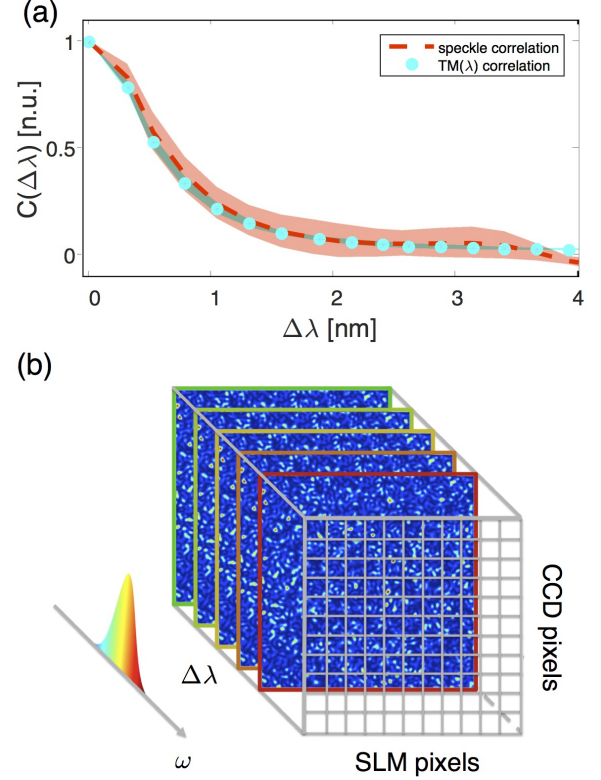 (a)
C(Δλ) [n.u.]
1
0.5
0
speckle correlation
TM(λ) correlation
0 1 2 3 4
Δλ [nm]
(b)
CCD pixels
Δλ
ω
SLM pixels